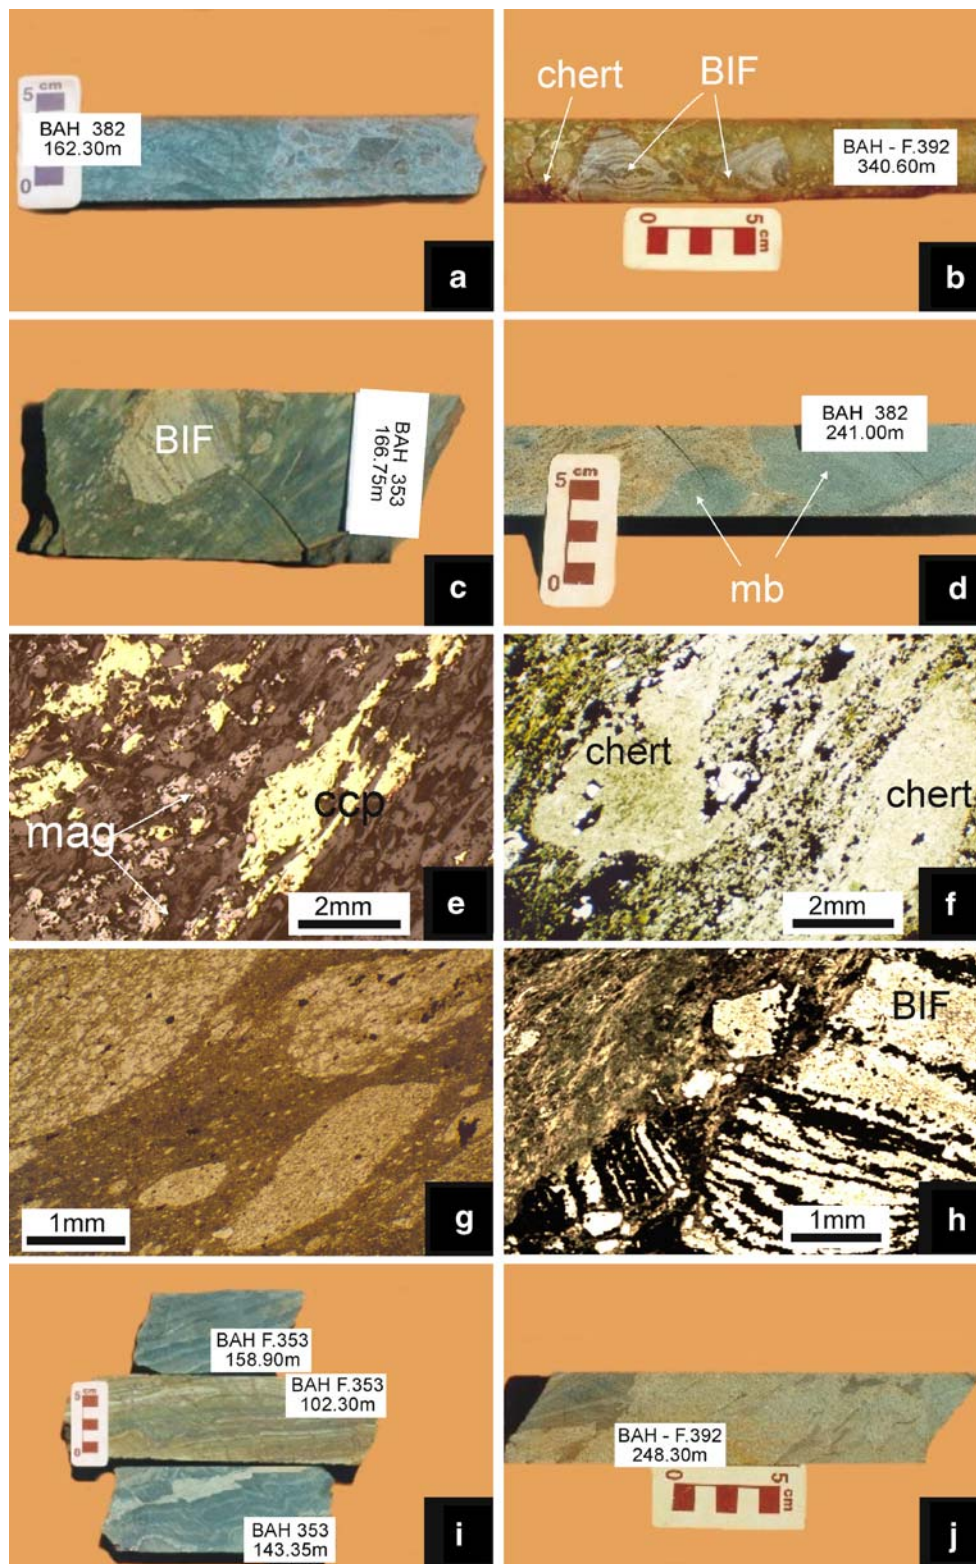 cm
5
0
BAH 382
162.30m
a
chert
BIF
BAH - F.392
340.60m
0 5
cm
b
BIF
BAH 353
166.75m
c
BAH 382
241.00m
cm
5
0
mb
d
mag
ccp
2mm
e
chert
chert
2mm
f
1mm
g
BIF
1mm
h
BAH F.353
158.90m
BAH F.353
102.30m
cm
5
0
BAH 353
143.35m
i
BAH - F.392
248.30m
0 5
cm
j